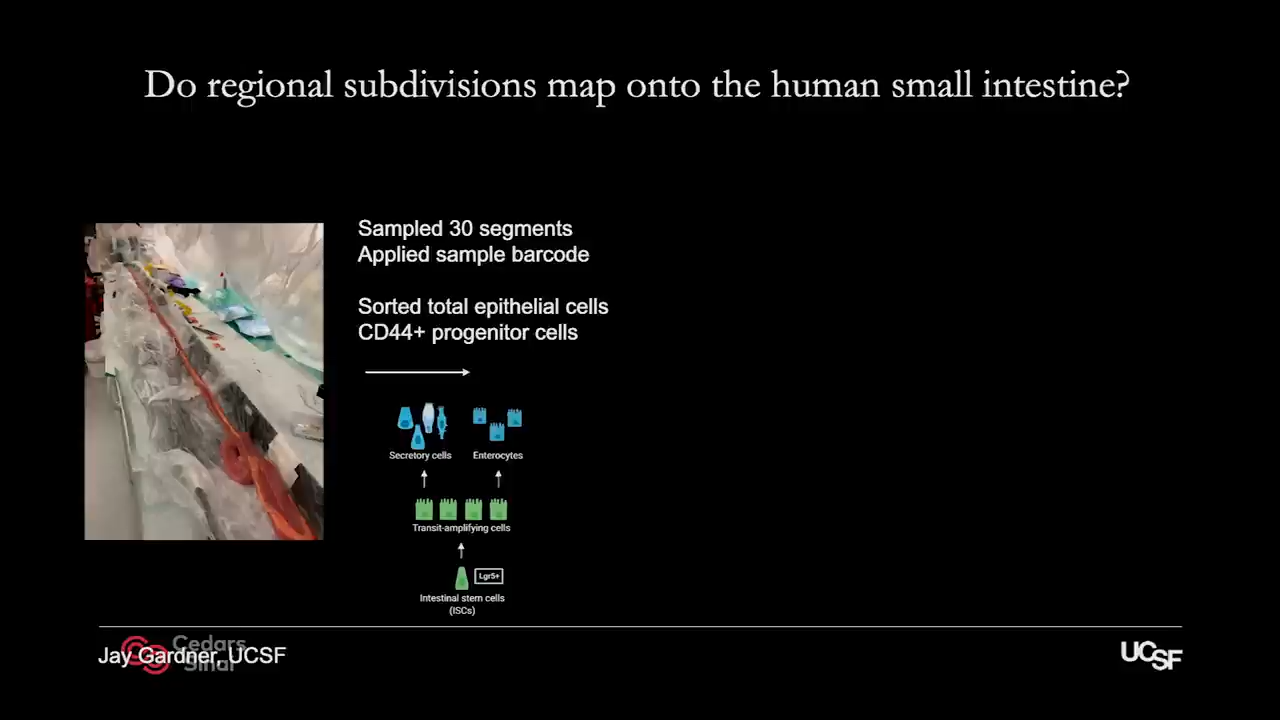 Do regional subdivisions map onto the human small intestine?
Sampled 30 segments
Applied sample barcode
Sorted total epithelial cells
CD44+ progenitor cells
Secretory cells Enterocytes
Transit-amplifying cells
Lgr5+
Intestinal stem cells
(ISCs)
Cedars
Sinai
Jay Gardner, UCSF
UCSF